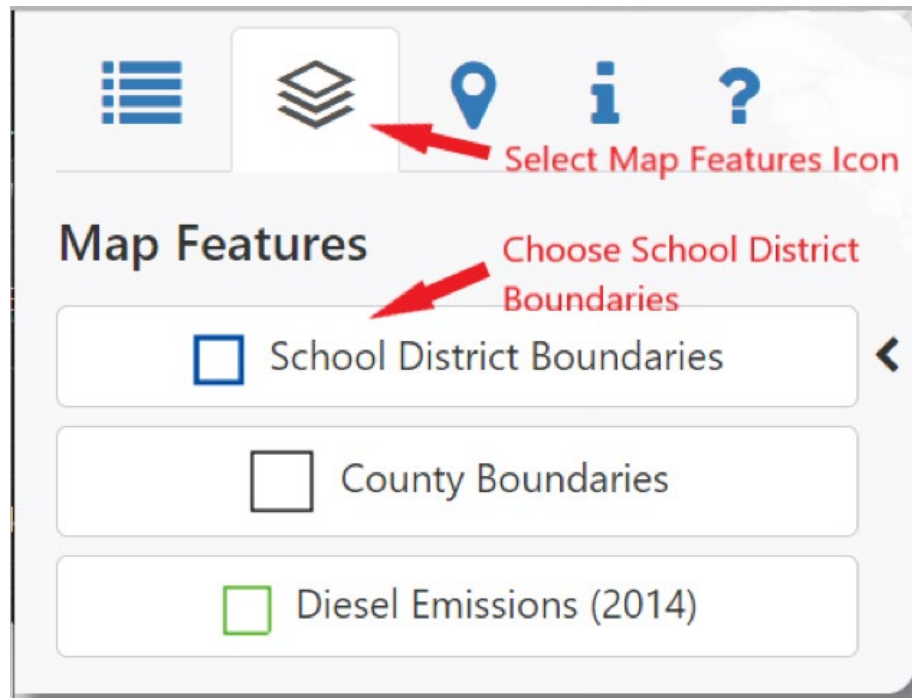 Select Map Features Icon
Map Features
Choose School District
Boundaries
School District Boundaries
County Boundaries
Diesel Emissions (2014)